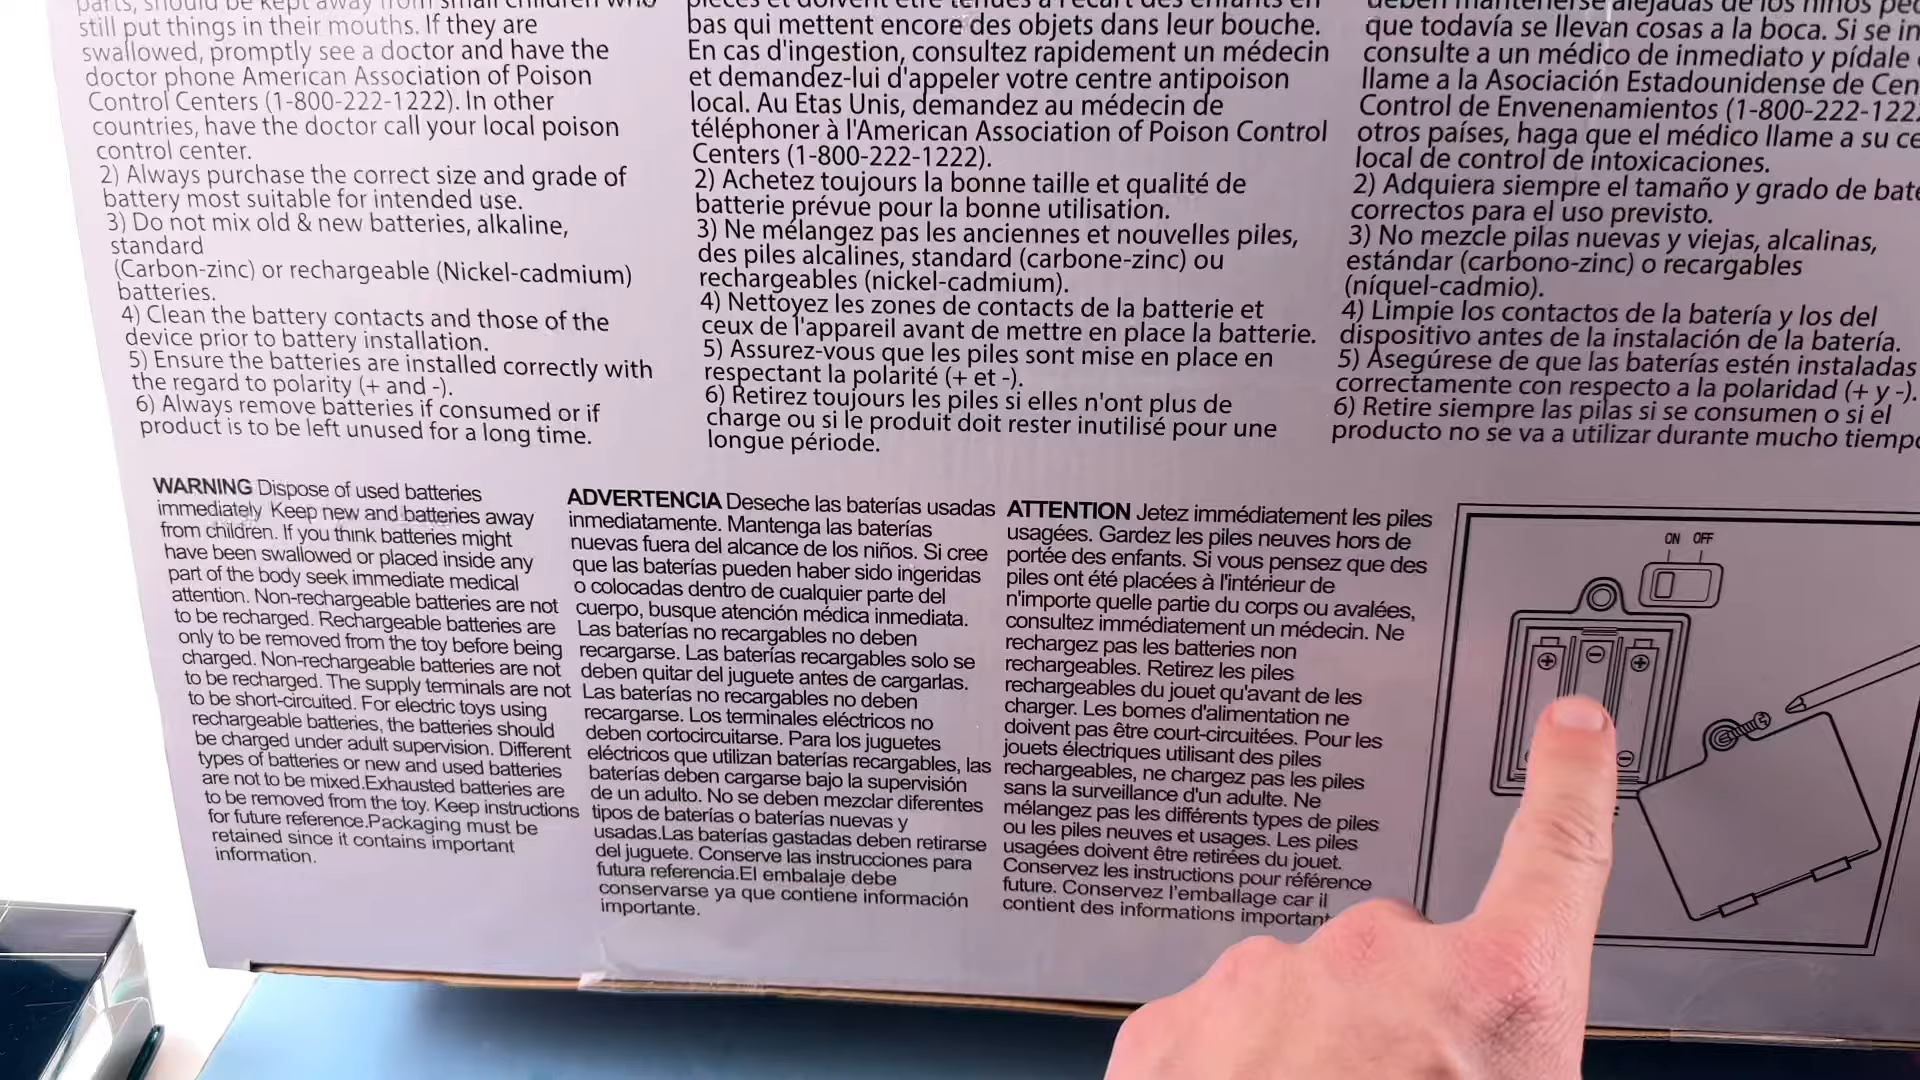 parts, should be kept away from small children who
still put things in their mouths. If they are
swallowed, promptly see a doctor and have the
doctor phone American Association of Poison
Control Centers (1-800-222-1222). In other
countries, have the doctor call your local poison
control center.
2) Always purchase the correct size and grade of
battery most suitable for intended use.
3) Do not mix old & new batteries, alkaline,
standard
(Carbon-zinc) or rechargeable (Nickel-cadmium)
batteries.
4) Clean the battery contacts and those of the
device prior to battery installation.
5) Ensure the batteries are installed correctly with
the regard to polarity (+ and -).
6) Always remove batteries if consumed or if
product is to be left unused for a long time.
pièces et doivent être tenues à l'écart des enfants en
bas qui mettent encore des objets dans leur bouche.
En cas d'ingestion, consultez rapidement un médecin
et demandez-lui d'appeler votre centre antipoison
local. Au Etas Unis, demandez au médecin de
téléphoner à l'American Association of Poison Control
Centers (1-800-222-1222).
2) Achetez toujours la bonne taille et qualité de
batterie prévue pour la bonne utilisation.
3) Ne mélangez pas les anciennes et nouvelles piles,
des piles alcalines, standard (carbone-zinc) ou
rechargeables (nickel-cadmium).
4) Nettoyez les zones de contacts de la batterie et
ceux de l'appareil avant de mettre en place la batterie.
5) Assurez-vous que les piles sont mise en place en
respectant la polarité (+ et -).
6) Retirez toujours les piles si elles n'ont plus de
charge ou si le produit doit rester inutilisé pour une
longue période.
deben mantenerse alejadas de los niños
que todavía se llevan cosas a la boca. Si se
consulte a un médico de inmediato y pídale
llame a la Asociación Estadounidense de
Control de Envenenamientos (1-800-222-122
otros países, haga que el médico llame a su
local de control de intoxicaciones.
2) Adquiera siempre el tamaño y grado de
correctos para el uso previsto.
3) No mezcle pilas nuevas y viejas, alcalinas,
estándar (carbono-zinc) o recargables
(níquel-cadmio).
4) Limpie los contactos de la batería y los del
dispositivo antes de la instalación de la batería.
5) Asegúrese de que las baterías estén instaladas
correctamente con respecto a la polaridad (+ y -).
6) Retire siempre las pilas si se consumen o si el
producto no se va a utilizar durante mucho
WARNING Dispose of used batteries
immediately Keep new and batteries away
from children. If you think batteries might
have been swallowed or placed inside any
part of the body seek immediate medical
attention. Non-rechargeable batteries are not
to be recharged. Rechargeable batteries are
only to be removed from the toy before being
charged. Non-rechargeable batteries are not
to be recharged. The supply terminals are not
to be short-circuited. For electric toys using
rechargeable batteries, the batteries should
be charged under adult supervision. Different
types of batteries or new and used batteries
are not to be mixed.Exhausted batteries are
to be removed from the toy. Keep instructions
for future reference.Packaging must be
retained since it contains important
information.
ADVERTENCIA Deseche las baterías usadas
inmediatamente. Mantenga las baterías
nuevas fuera del alcance de los niños. Si cree
que las baterías pueden haber sido ingeridas
o colocadas dentro de cualquier parte del
cuerpo, busque atención médica inmediata.
Las baterías no recargables no deben
recargarse. Las baterías recargables solo se
deben quitar del juguete antes de cargarlas.
Las baterías no recargables no deben
recargarse. Los terminales eléctricos no
deben cortocircuitarse. Para los juguetes
eléctricos que utilizan baterías recargables, las
baterías deben cargarse bajo la supervisión
de un adulto. No se deben mezclar diferentes
tipos de baterías o baterías nuevas y
usadas.Las baterías gastadas deben retirarse
del juguete. Conserve las instrucciones para
futura referencia.El embalaje debe
conservarse ya que contiene información
importante.
ATTENTION Jetez immédiatement les piles
usagées. Gardez les piles neuves hors de
portée des enfants. Si vous pensez que des
piles ont été placées à l'intérieur de
n'importe quelle partie du corps ou avalées,
consultez immédiatement un médecin. Ne
rechargez pas les batteries non
rechargeables. Retirez les piles
rechargeables du jouet qu'avant de les
charger. Les bornes d'alimentation ne
doivent pas être court-circuitées. Pour les
jouets électriques utilisant des piles
rechargeables, ne chargez pas les piles
sans la surveillance d'un adulte. Ne
mélangez pas les différents types de piles
ou les piles neuves et usages. Les piles
usagées doivent être retirées du jouet.
Conservez les instructions pour référence
future. Conservez l'emballage car il
contient des informations important
ON OFF
+ - +
-